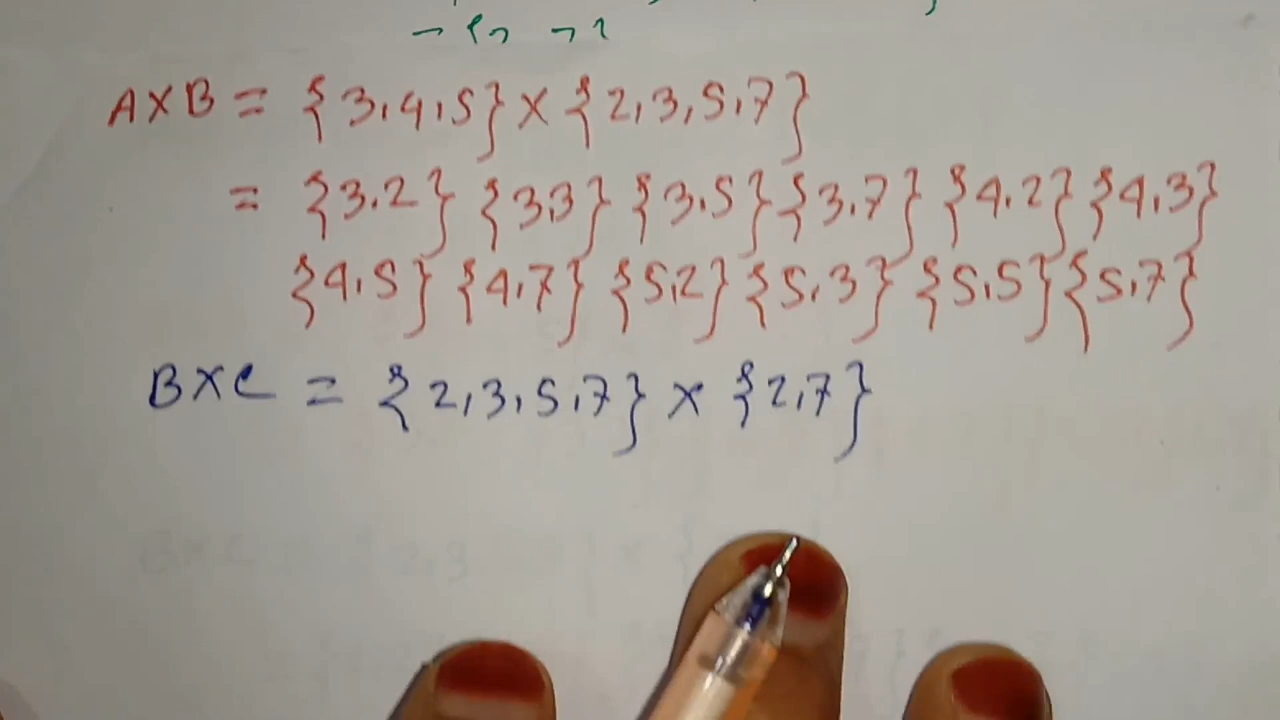 A X B = {3,4,5} X {2,3,5,7}
= {3,2} {3,3} {3,5} {3,7} {4,2} {4,3}
{4,5} {4,7} {5,2} {5,3} {5,5} {5,7}
B X C = {2,3,5,7} X {2,7}